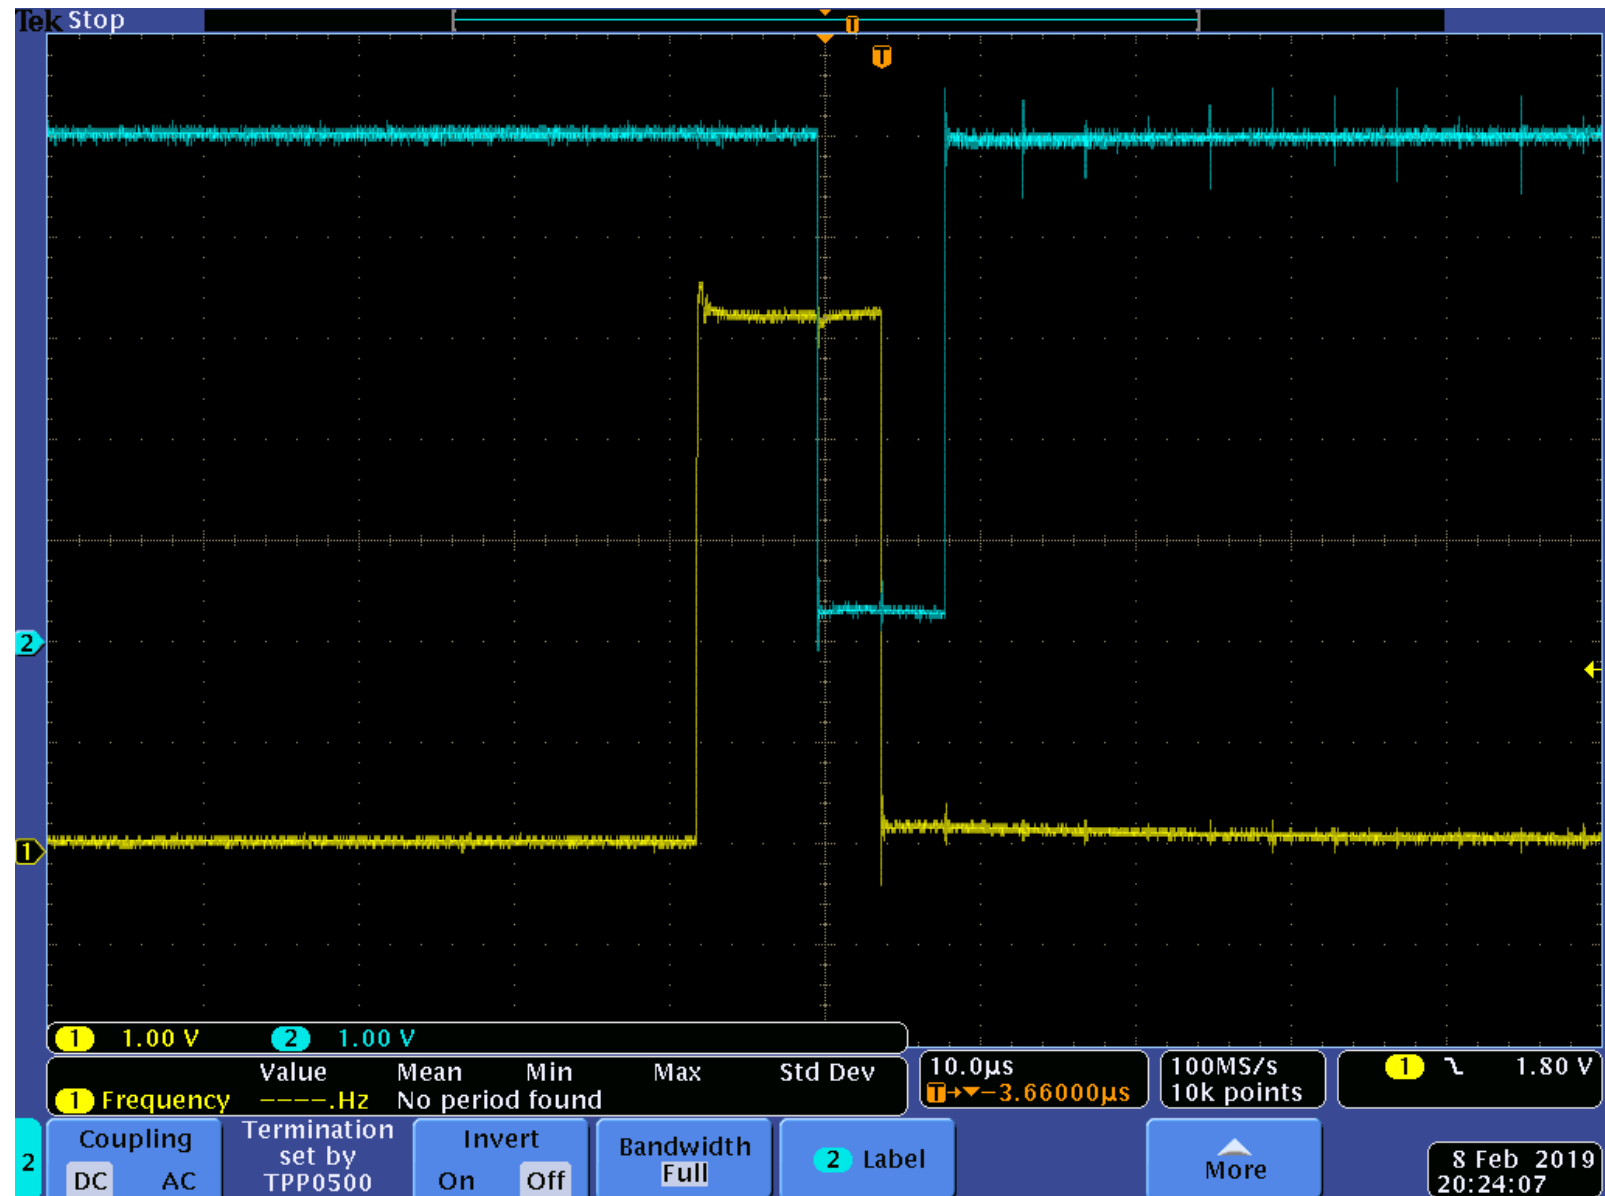 Tek Stop
T
T
2
1
1 1.00 V 2 1.00 V
Value Mean Min Max Std Dev
1 Frequency ----.Hz No period found
10.0µs
T→▼−3.66000µs
100MS/s
10k points
1 1.80 V
2
Coupling
DC AC
Termination
set by
TPP0500
Invert
On Off
Bandwidth
Full
2 Label
More
8 Feb 2019
20:24:07